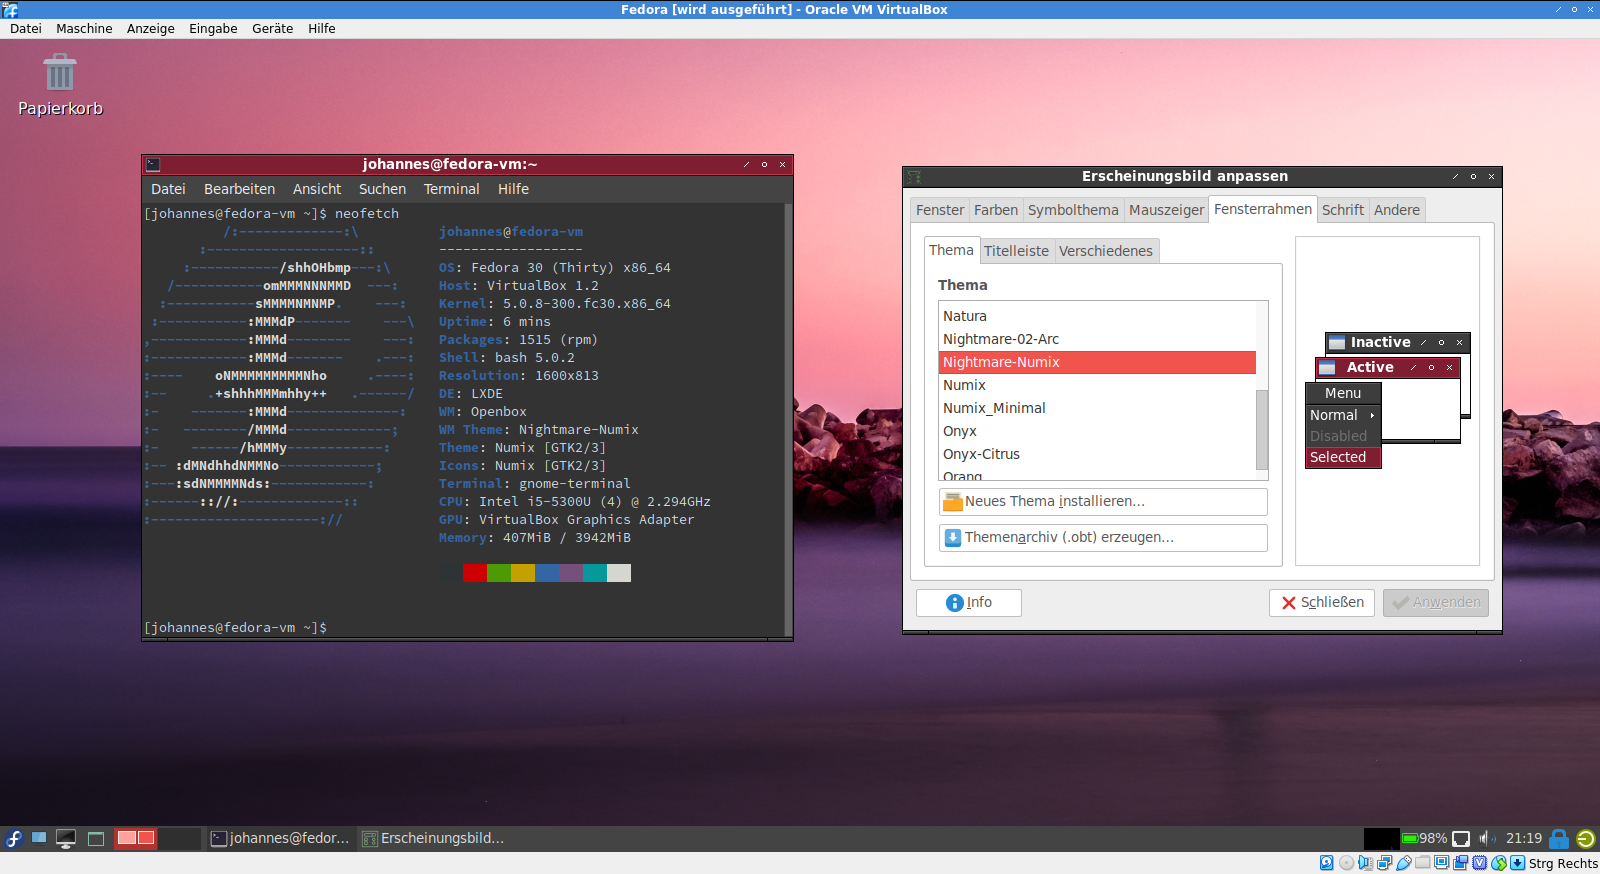 Fedora [wird ausgeführt] - Oracle VM VirtualBox
Datei Maschine Anzeige Eingabe Geräte Hilfe
Papierkorb
johannes@fedora-vm:~
Datei Bearbeiten Ansicht Suchen Terminal Hilfe
[johannes@fedora-vm ~]$ neofetch
/:-------------:\ johannes@fedora-vm
:-------------------:: ------------------
:-----------/shhOHbmp---:\ OS: Fedora 30 (Thirty) x86_64
/-----------omMMMNNNMMD ---: Host: VirtualBox 1.2
:-----------sMMMMNMNMP. ---: Kernel: 5.0.8-300.fc30.x86_64
:-----------:MMMdP------- ---\ Uptime: 6 mins
,------------:MMMd-------- ---: Packages: 1515 (rpm)
:------------:MMMd------- .---: Shell: bash 5.0.2
:---- oNMMMMMMMMMNho .----: Resolution: 1600x813
:-- .+shhhMMMmhhy++ .------/ DE: LXDE
:- -------:MMMd--------------: WM: Openbox
:- --------/MMMd-------------; WM Theme: Nightmare-Numix
:- ------/hMMMy------------: Theme: Numix [GTK2/3]
:-- :dMNdhhdNMMNo------------; Icons: Numix [GTK2/3]
:---:sdNMMMMNds:------------: Terminal: gnome-terminal
:------:://:-------------:: CPU: Intel i5-5300U (4) @ 2.294GHz
:---------------------:// GPU: VirtualBox Graphics Adapter
Memory: 407MiB / 3942MiB
[johannes@fedora-vm ~]$
Erscheinungsbild anpassen
Fenster Farben Symbolthema Mauszeiger Fensterrahmen Schrift Andere
Thema Titelleiste Verschiedenes
Thema
Natura
Nightmare-02-Arc
Nightmare-Numix
Numix
Numix_Minimal
Onyx
Onyx-Citrus
Orang
Neues Thema installieren...
Themenarchiv (.obt) erzeugen...
Inactive
Active
Menu
Normal
Disabled
Selected
Info
Schließen
Anwenden
johannes@fedor...
Erscheinungsbild...
98%
21:19
Strg Rechts